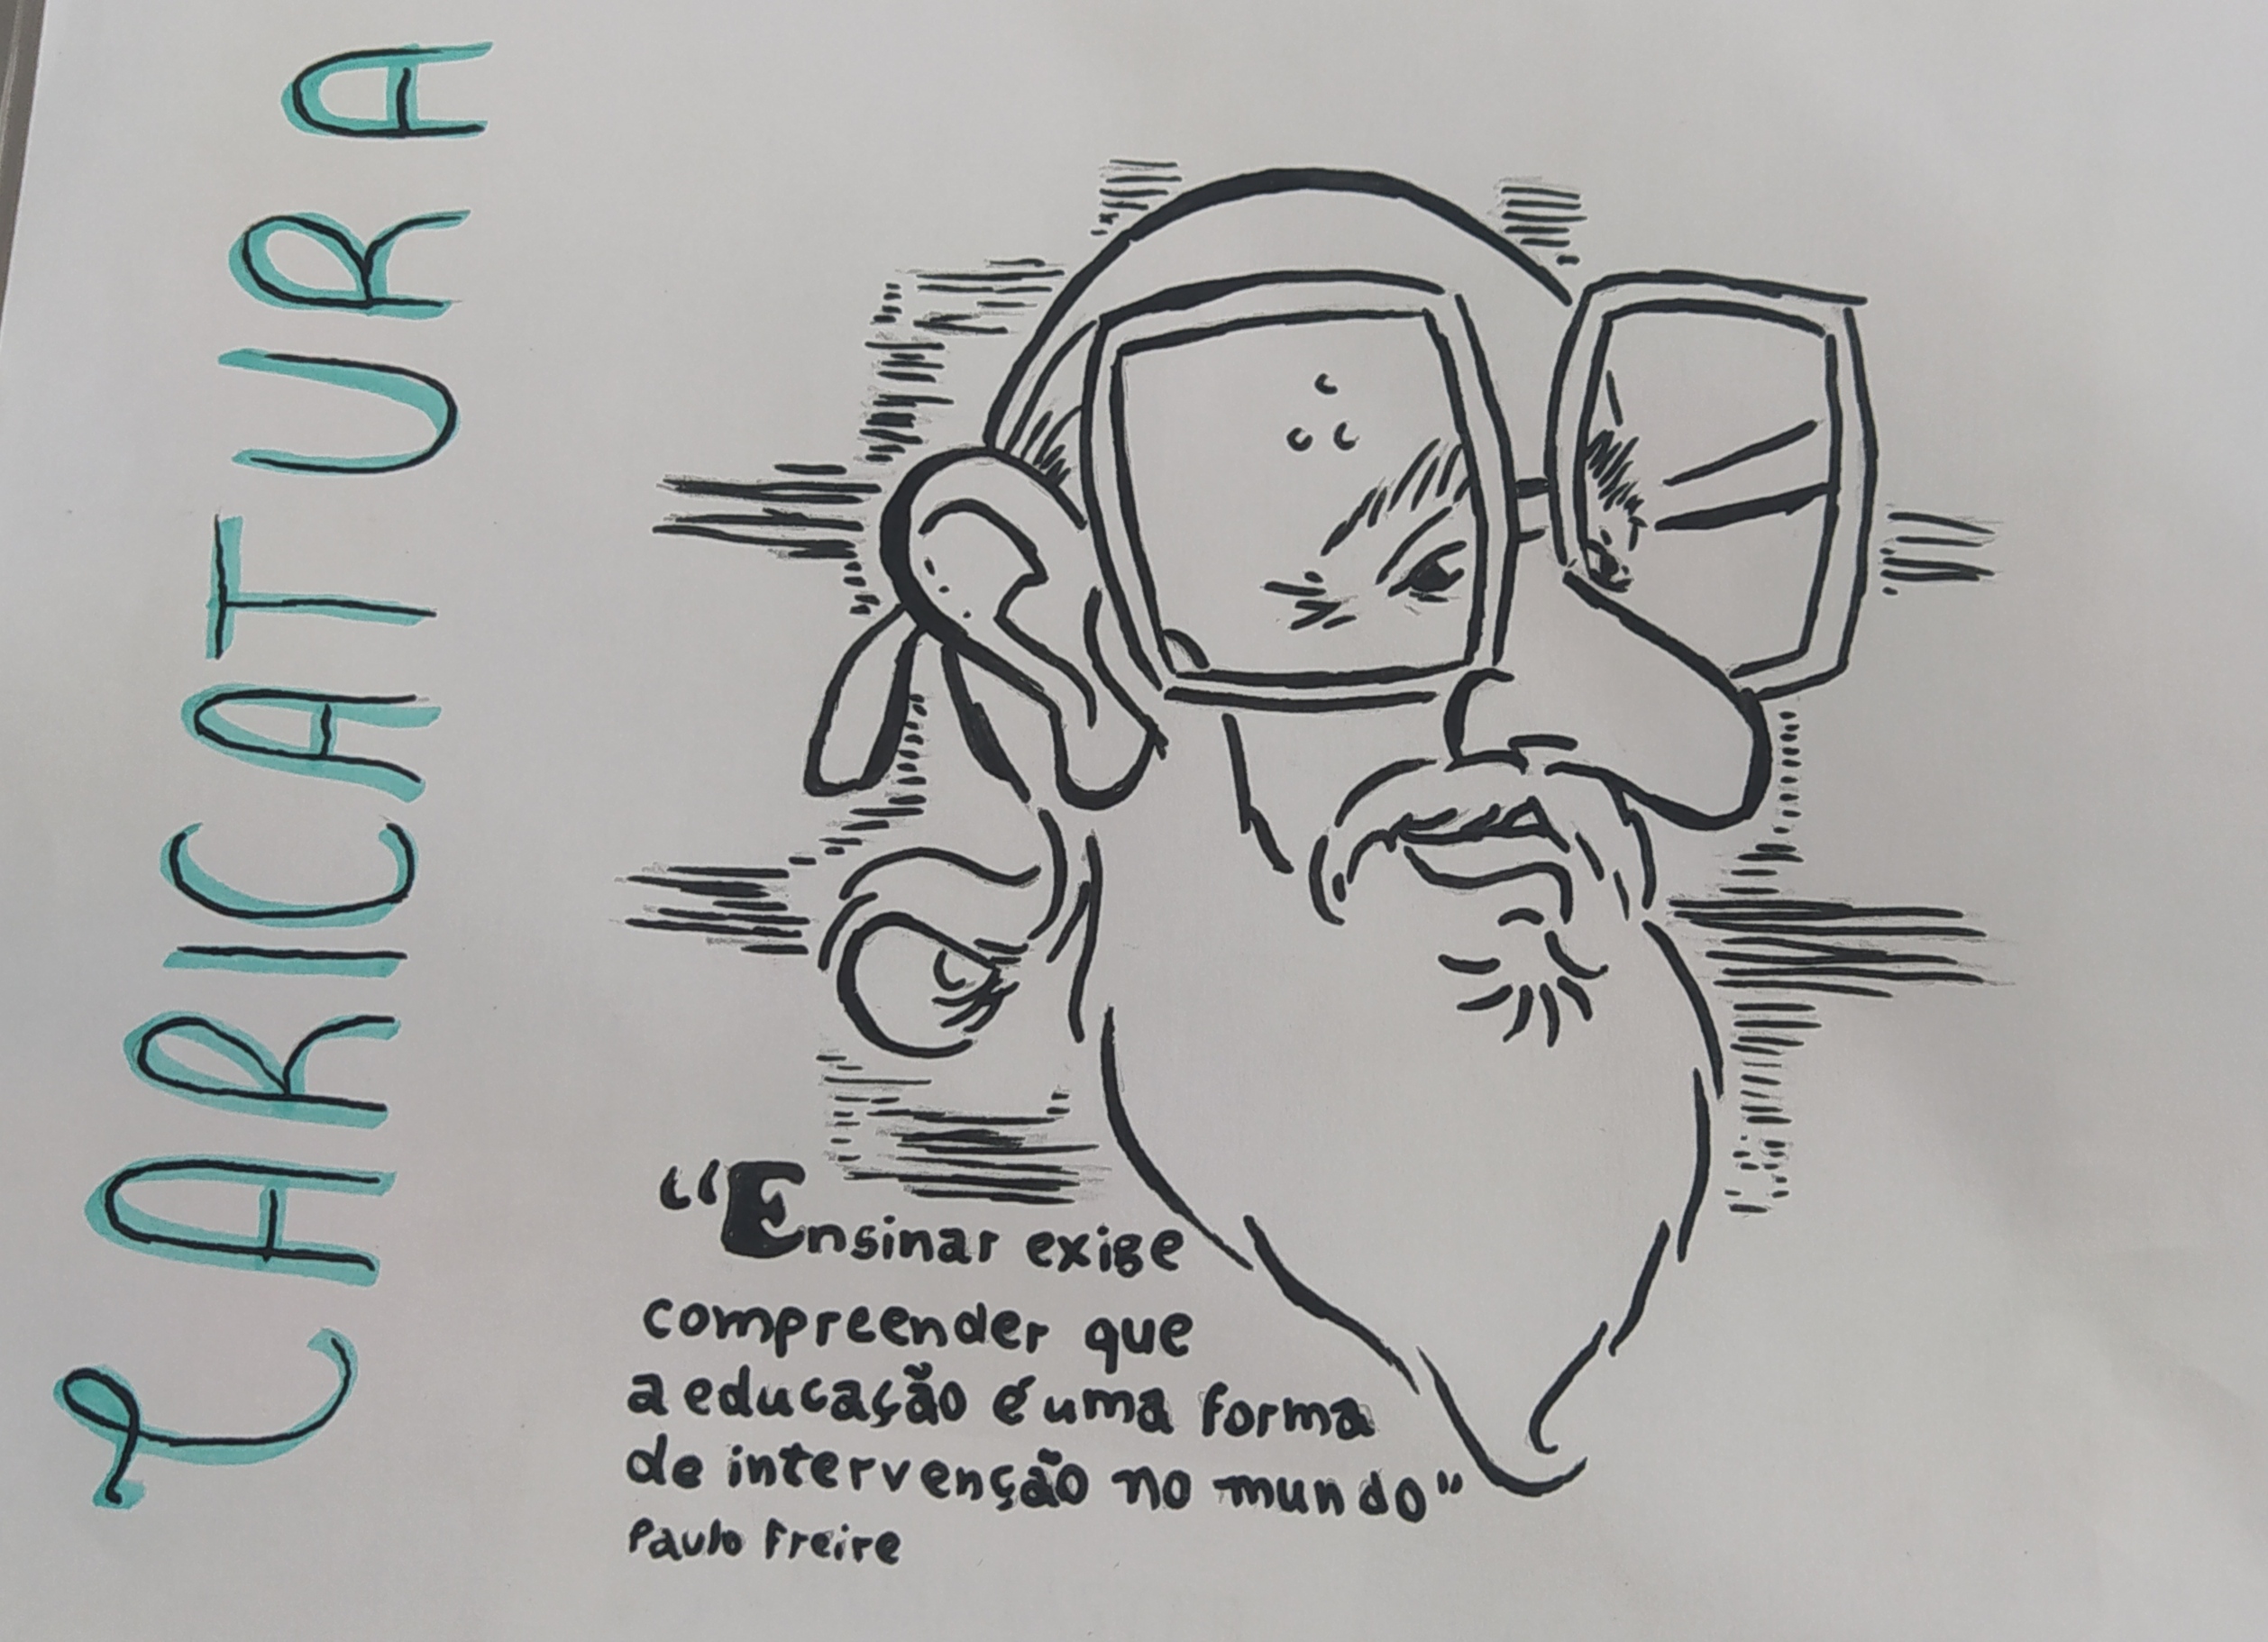 CARICATURA
“Ensinar exige
compreender que
a educação é uma forma
de intervenção no mundo”
Paulo Freire